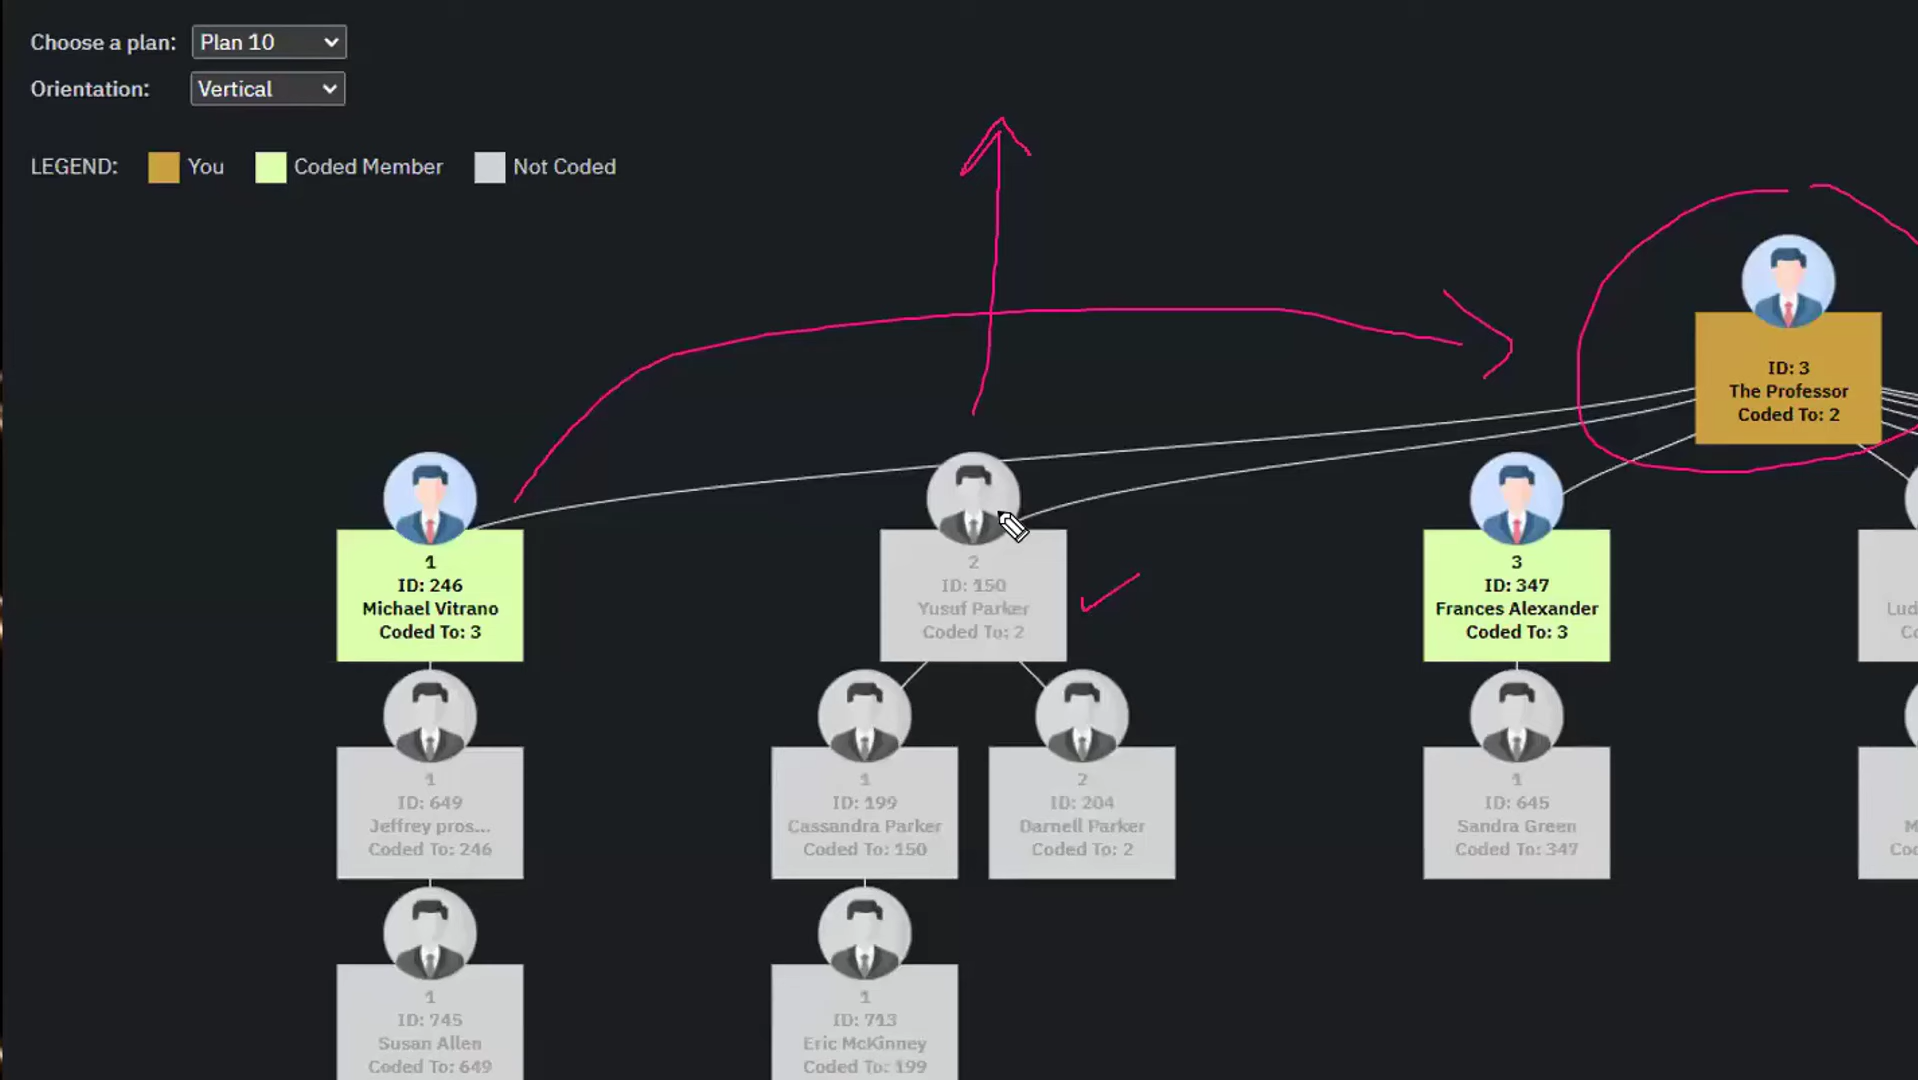 Choose a plan: Plan 10
Orientation: Vertical
LEGEND: You Coded Member Not Coded
ID: 3
The Professor
Coded To: 2
1
ID: 246
Michael Vitrano
Coded To: 3
2
ID: 150
Yusuf Parker
Coded To: 2
3
ID: 347
Frances Alexander
Coded To: 3
1
ID: 649
Jeffrey pros...
Coded To: 246
1
ID: 199
Cassandra Parker
Coded To: 150
2
ID: 204
Darnell Parker
Coded To: 2
1
ID: 645
Sandra Green
Coded To: 347
1
ID: 745
Susan Allen
Coded To: 649
1
ID: 713
Eric McKinney
Coded To: 199